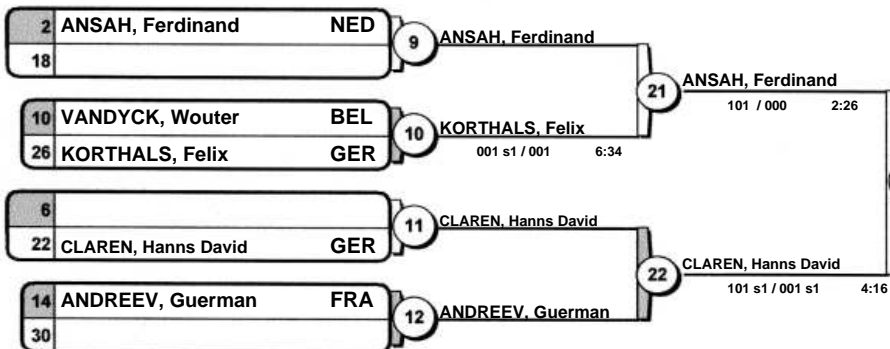 2 ANSAH, Ferdinand NED
18
9
ANSAH, Ferdinand
10 VANDYCK, Wouter BEL
26 KORTHALS, Felix GER
10
KORTHALS, Felix
001 s1 / 001 6:34
21
ANSAH, Ferdinand
101 / 000 2:26
6
22 CLAREN, Hanns David GER
11
CLAREN, Hanns David
14 ANDREEV, Guerman FRA
30
12
ANDREEV, Guerman
22
CLAREN, Hanns David
101 s1 / 001 s1 4:16